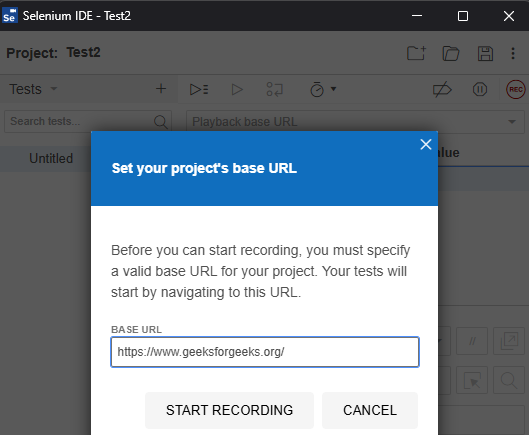 Se Selenium IDE - Test2
Project: Test2
Tests
REC
Search tests...
Playback base URL
Untitled
alue
Set your project's base URL
Before you can start recording, you must specify
a valid base URL for your project. Your tests will
start by navigating to this URL.
BASE URL
https://www.geeksforgeeks.org/
START RECORDING
CANCEL
//